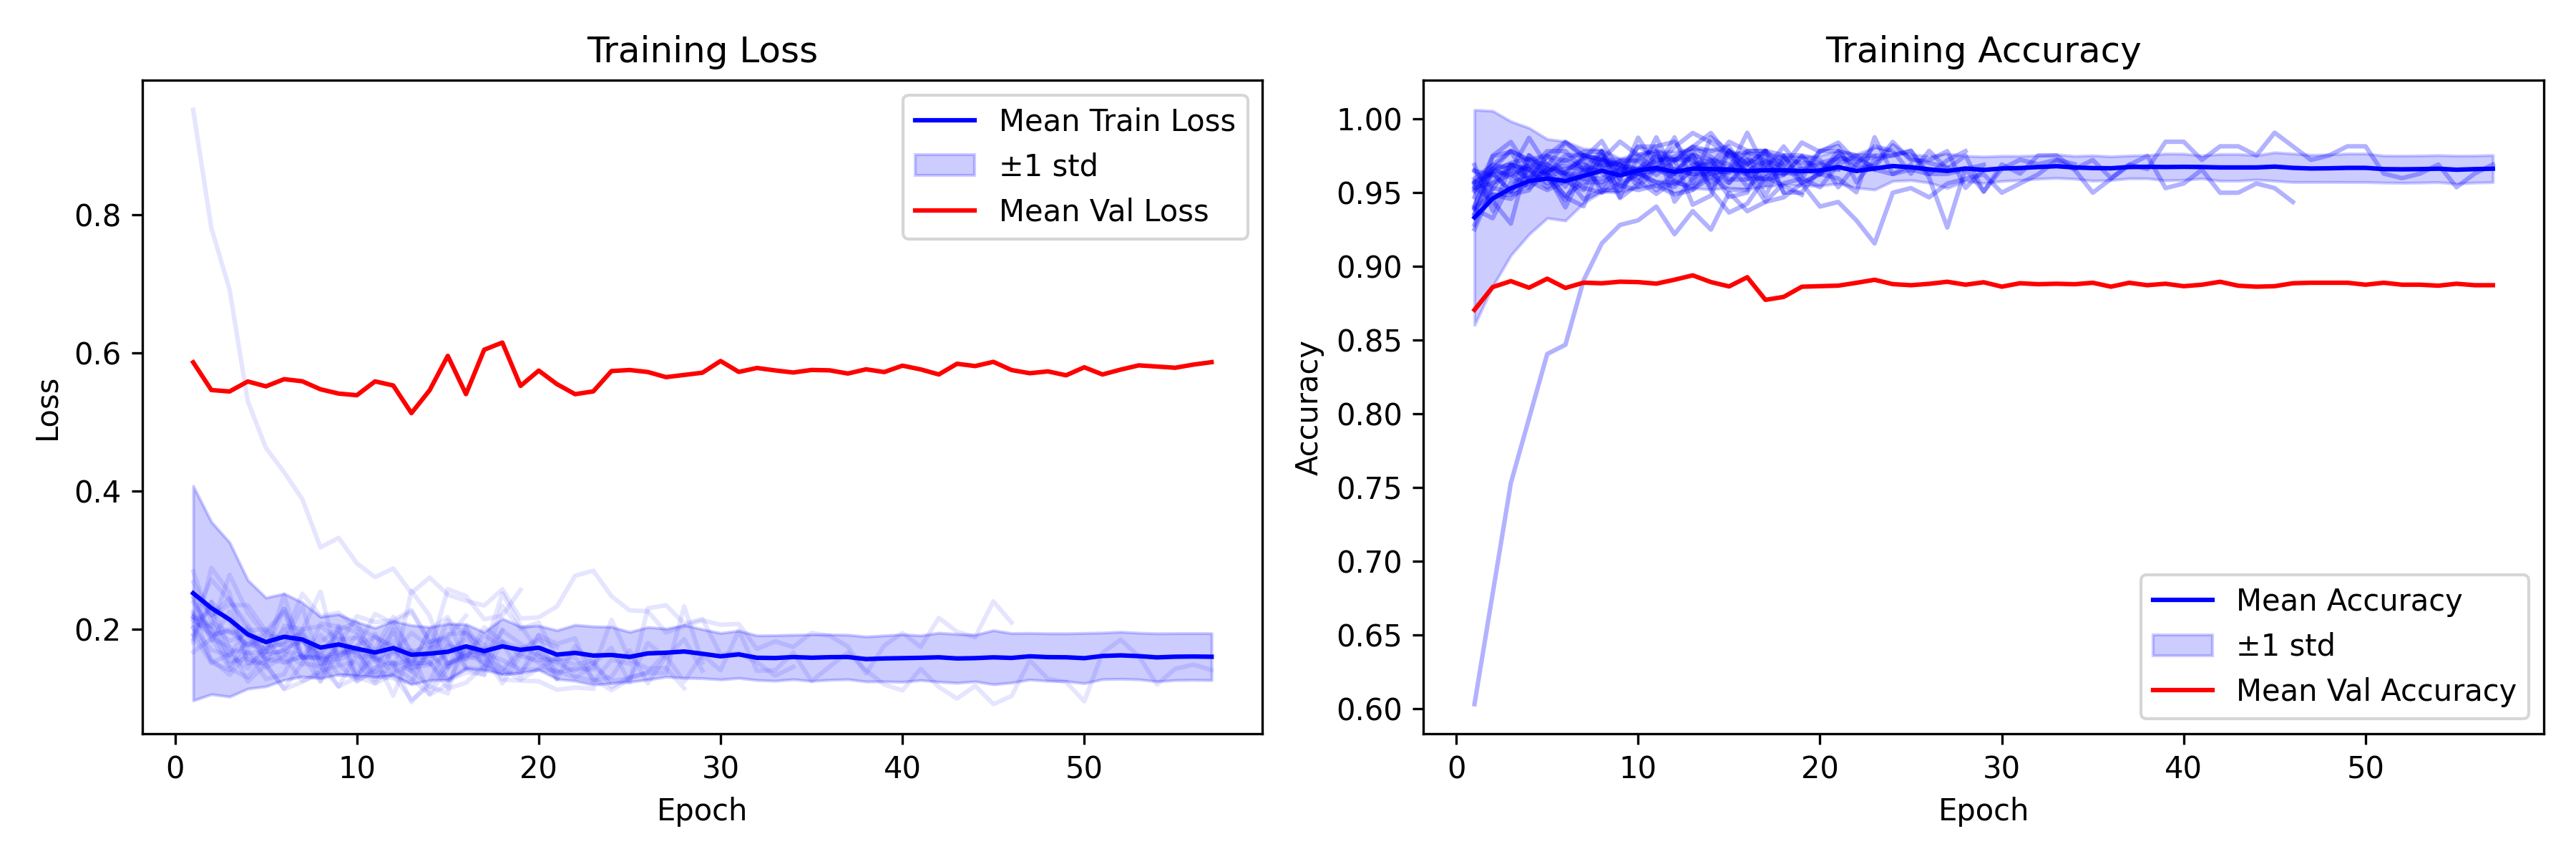 Training Loss
Mean Train Loss
±1 std
Mean Val Loss
0.8
0.6
0.4
0.2
Loss
0 10 20 30 40 50
Epoch
Training Accuracy
1.00
0.95
0.90
0.85
0.80
0.75
0.70
0.65
0.60
Accuracy
Mean Accuracy
±1 std
Mean Val Accuracy
0 10 20 30 40 50
Epoch